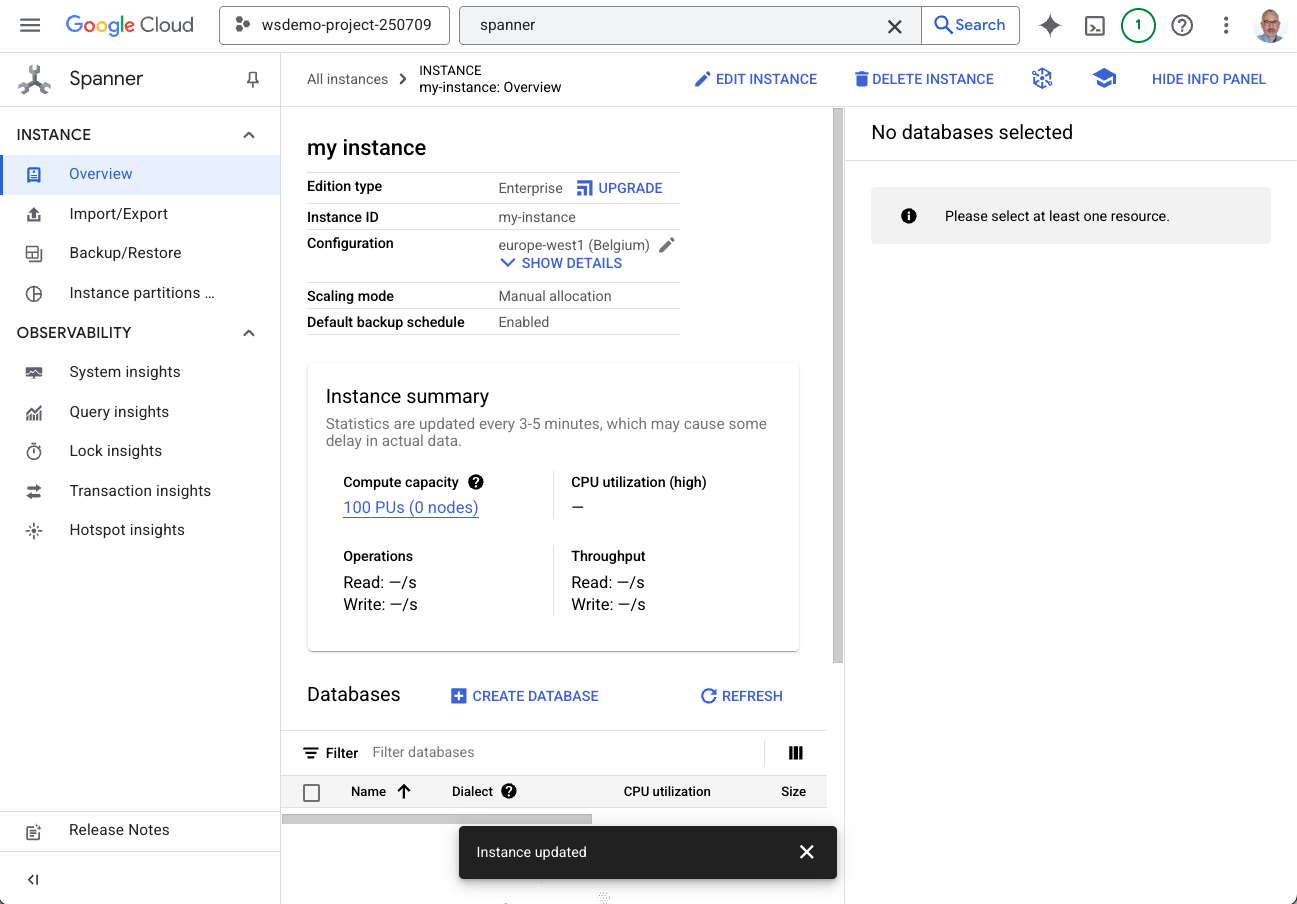 Google Cloud
wsdemo-project-250709
spanner
Search
1
Spanner
All instances
INSTANCE
my-instance: Overview
EDIT INSTANCE
DELETE INSTANCE
HIDE INFO PANEL
INSTANCE
Overview
Import/Export
Backup/Restore
Instance partitions ...
OBSERVABILITY
System insights
Query insights
Lock insights
Transaction insights
Hotspot insights
Release Notes
my instance
Edition type Enterprise UPGRADE
Instance ID my-instance
Configuration europe-west1 (Belgium)
SHOW DETAILS
Scaling mode Manual allocation
Default backup schedule Enabled
Instance summary
Statistics are updated every 3-5 minutes, which may cause some
delay in actual data.
Compute capacity
100 PUs (0 nodes)
CPU utilization (high)
—
Operations
Read: —/s
Write: —/s
Throughput
Read: —/s
Write: —/s
Databases CREATE DATABASE REFRESH
Filter Filter databases
Name Dialect CPU utilization Size
Instance updated
No databases selected
Please select at least one resource.